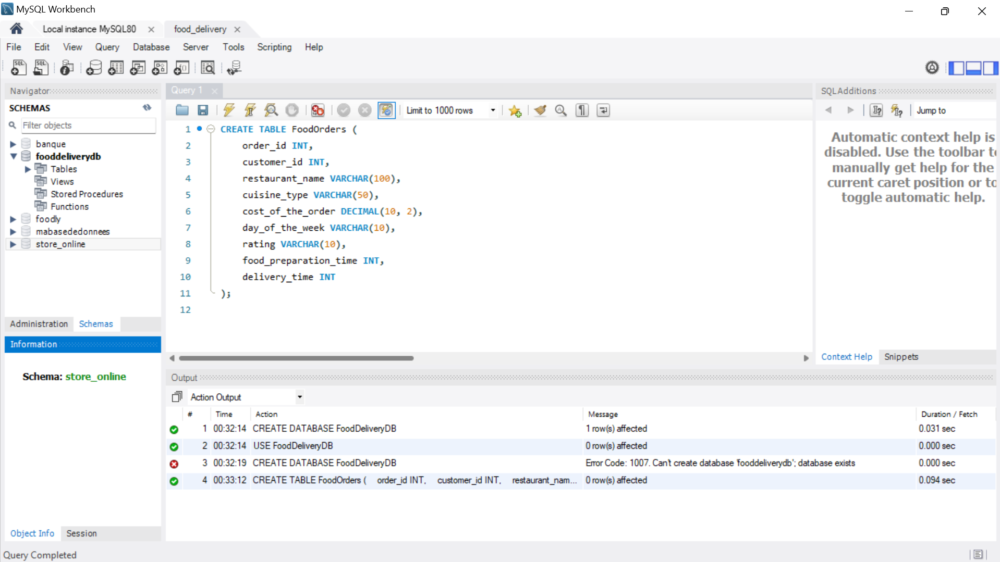 MySQL Workbench
Local instance MySQL80
food_delivery
File Edit View Query Database Server Tools Scripting Help
Navigator
SCHEMAS
Filter objects
banque
fooddeliverydb
Tables
Views
Stored Procedures
Functions
foodly
mabasededonnees
store_online
Administration Schemas
Information
Schema: store_online
Object Info Session
Query 1
Limit to 1000 rows
1 CREATE TABLE FoodOrders (
2 order_id INT,
3 customer_id INT,
4 restaurant_name VARCHAR(100),
5 cuisine_type VARCHAR(50),
6 cost_of_the_order DECIMAL(10, 2),
7 day_of_the_week VARCHAR(10),
8 rating VARCHAR(10),
9 food_preparation_time INT,
10 delivery_time INT
11 );
12
SQLAdditions
Jump to
Automatic context help is
disabled. Use the toolbar to
manually get help for the
current caret position or to
toggle automatic help.
Context Help Snippets
Output
Action Output
# Time Action Message Duration / Fetch
1 00:32:14 CREATE DATABASE FoodDeliveryDB 1 row(s) affected 0.031 sec
2 00:32:14 USE FoodDeliveryDB 0 row(s) affected 0.000 sec
3 00:32:19 CREATE DATABASE FoodDeliveryDB Error Code: 1007. Can't create database 'fooddeliverydb'; database exists 0.000 sec
4 00:33:12 CREATE TABLE FoodOrders ( order_id INT, customer_id INT, restaurant_nam... 0 row(s) affected 0.094 sec
Query Completed